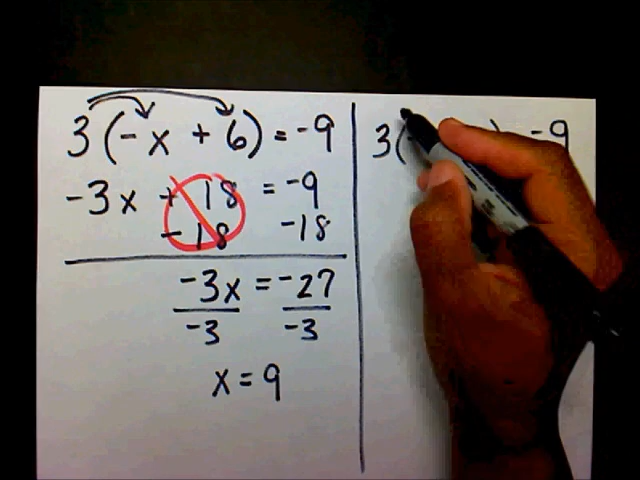 3(-x + 6) = -9
-3x + 18 = -9
-18 -18
-3x = -27
-3 -3
x = 9
3( ) -9